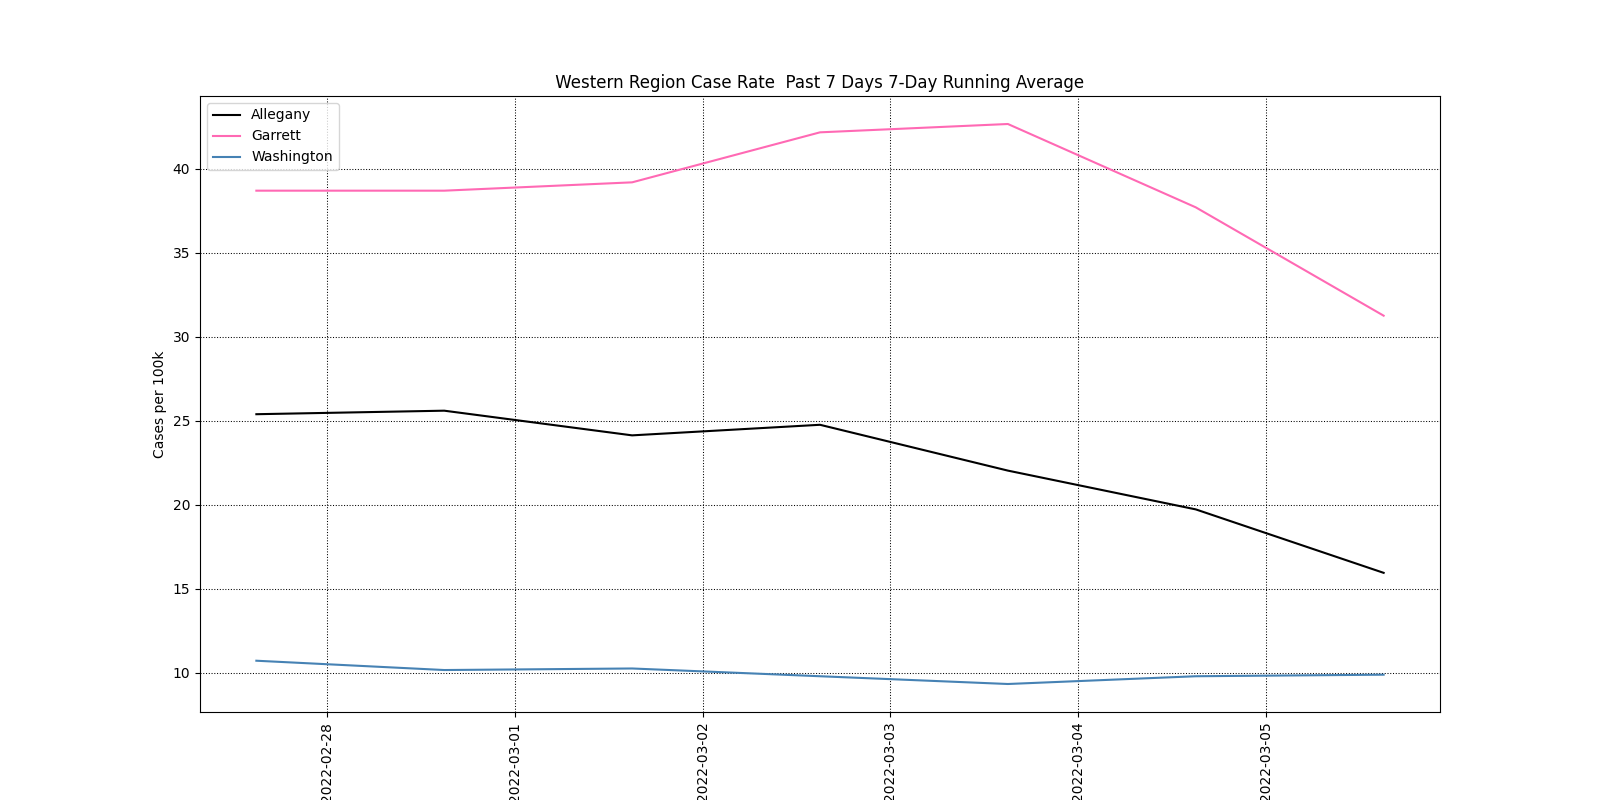 Western Region Case Rate  Past 7 Days 7-Day Running Average
Allegany
Garrett
Washington
40
35
30
25
20
15
10
Cases per 100k
2022-02-28
2022-03-01
2022-03-02
2022-03-03
2022-03-04
2022-03-05